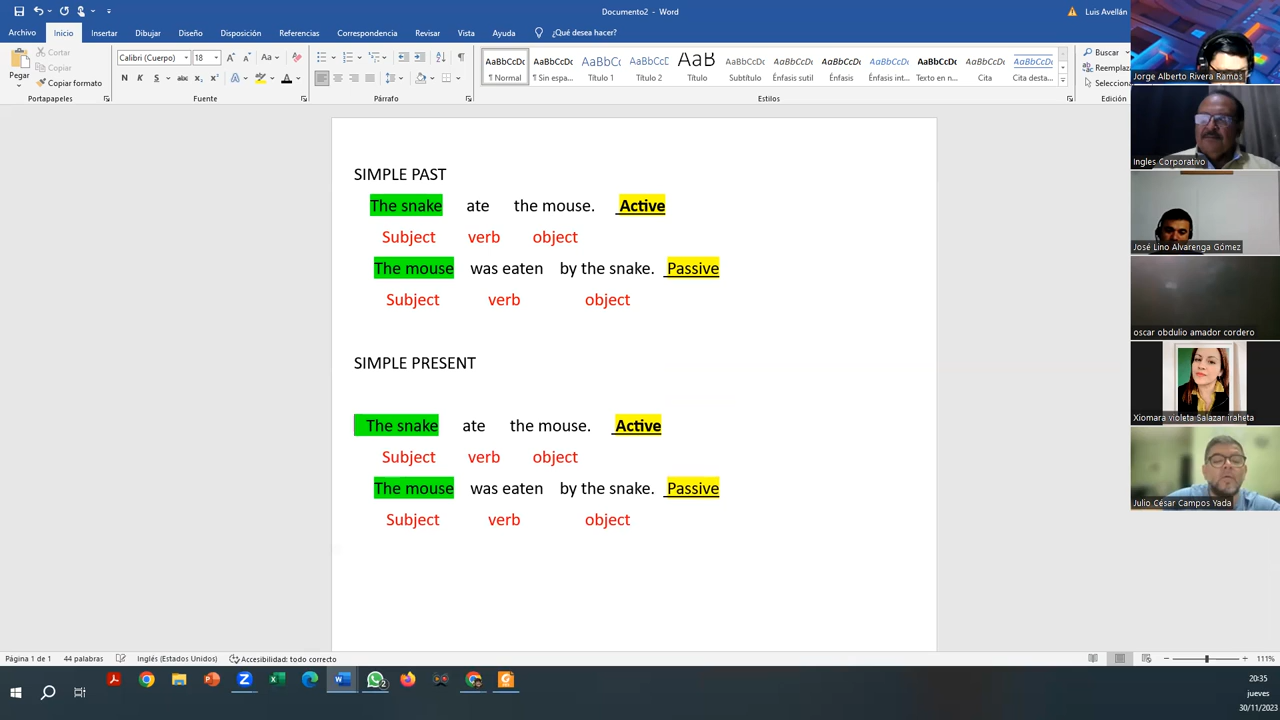 Documento2 - Word
Luis Avellán
Archivo Inicio Insertar Dibujar Diseño Disposición Referencias Correspondencia Revisar Vista Ayuda ¿Qué desea hacer?
Pegar
Cortar
Copiar
Copiar formato
Portapapeles
Calibri (Cuerpo) 18
N K S abc X₂ X²
Fuente
Párrafo
AaBbCcDc AaBbCcDc AaBbCc AaBbCcC AaB AaBbCcD AaBbCcDc AaBbCcDc AaBbCcDc AaBbCcDc AaBbCcDc AaBbCcDc
¶ Normal ¶ Sin espa... Título 1 Título 2 Título Subtítulo Énfasis sutil Énfasis Énfasis int... Texto en n... Cita Cita desta...
Estilos
Buscar
Reemplaza
Selecciona
Edición
SIMPLE PAST
The snake ate the mouse. Active
Subject verb object
The mouse was eaten by the snake. Passive
Subject verb object
SIMPLE PRESENT
The snake ate the mouse. Active
Subject verb object
The mouse was eaten by the snake. Passive
Subject verb object
Jorge Alberto Rivera Ramos
Ingles Corporativo
José Lino Alvarenga Gómez
oscar obdulio amador cordero
Xiomara violeta Salazar iraheta
Julio César Campos Yada
Página 1 de 1 44 palabras Inglés (Estados Unidos) Accesibilidad: todo correcto 111%
20:35
jueves
30/11/2023